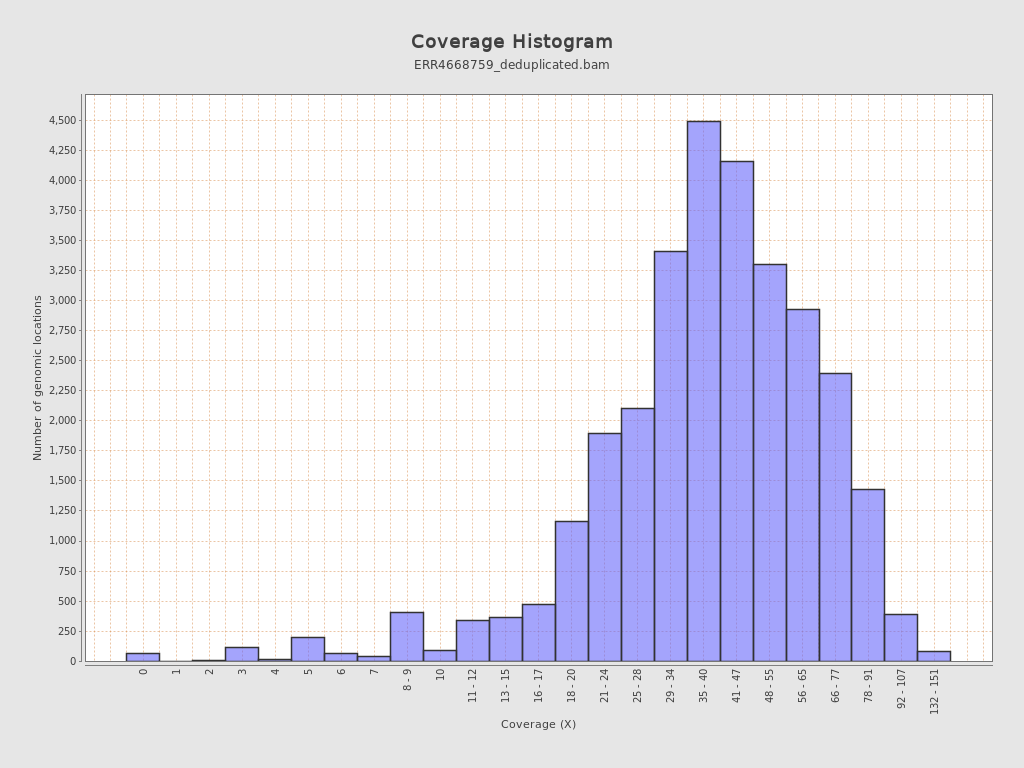 Coverage Histogram
ERR4668759_deduplicated.bam
Number of genomic locations
4,500
4,250
4,000
3,750
3,500
3,250
3,000
2,750
2,500
2,250
2,000
1,750
1,500
1,250
1,000
750
500
250
0
0
1
2
3
4
5
6
7
8 - 9
10
11 - 12
13 - 15
16 - 17
18 - 20
21 - 24
25 - 28
29 - 34
35 - 40
41 - 47
48 - 55
56 - 65
66 - 77
78 - 91
92 - 107
132 - 151
Coverage (X)